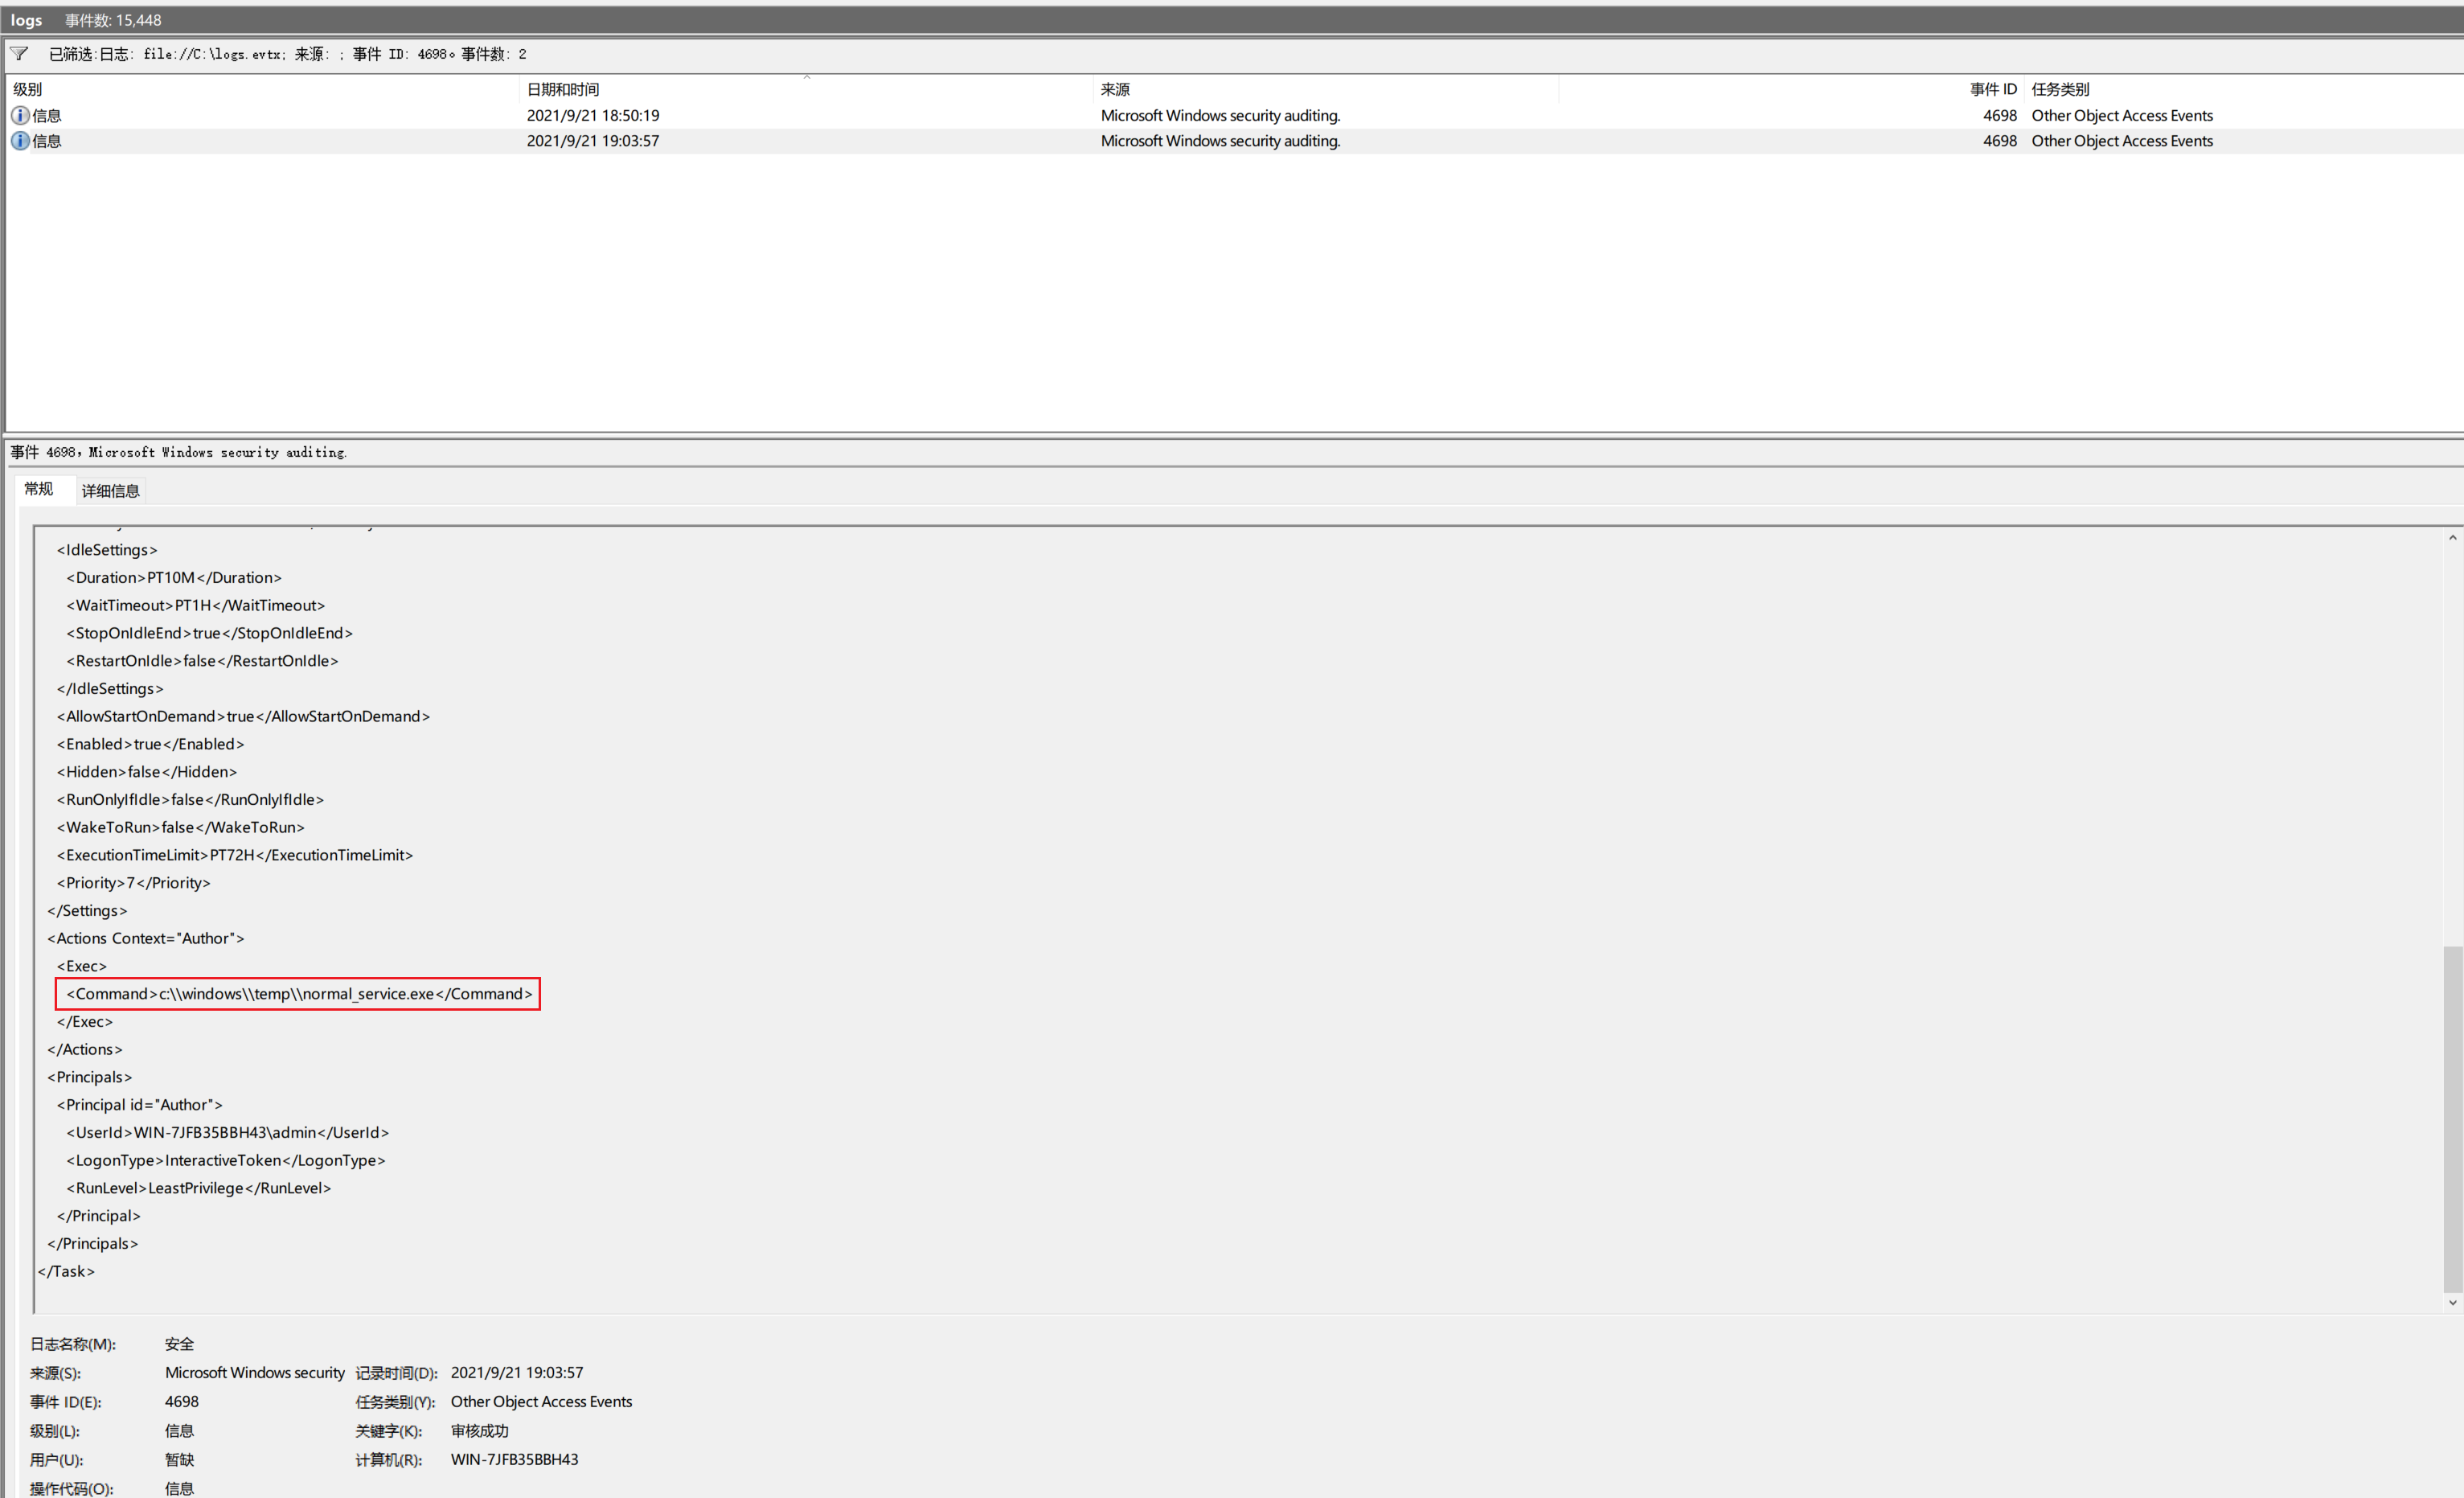 logs 事件数: 15,448
已筛选:日志: file://C:\logs.evtx; 来源: ; 事件 ID: 4698。事件数: 2
级别 日期和时间 来源 事件 ID 任务类别
信息 2021/9/21 18:50:19 Microsoft Windows security auditing. 4698 Other Object Access Events
信息 2021/9/21 19:03:57 Microsoft Windows security auditing. 4698 Other Object Access Events
事件 4698，Microsoft Windows security auditing.
常规 详细信息
<IdleSettings>
<Duration>PT10M</Duration>
<WaitTimeout>PT1H</WaitTimeout>
<StopOnIdleEnd>true</StopOnIdleEnd>
<RestartOnIdle>false</RestartOnIdle>
</IdleSettings>
<AllowStartOnDemand>true</AllowStartOnDemand>
<Enabled>true</Enabled>
<Hidden>false</Hidden>
<RunOnlyIfIdle>false</RunOnlyIfIdle>
<WakeToRun>false</WakeToRun>
<ExecutionTimeLimit>PT72H</ExecutionTimeLimit>
<Priority>7</Priority>
</Settings>
<Actions Context="Author">
<Exec>
<Command>c:\\windows\\temp\\normal_service.exe</Command>
</Exec>
</Actions>
<Principals>
<Principal id="Author">
<UserId>WIN-7JFB35BBH43\admin</UserId>
<LogonType>InteractiveToken</LogonType>
<RunLevel>LeastPrivilege</RunLevel>
</Principal>
</Principals>
</Task>
日志名称(M): 安全
来源(S): Microsoft Windows security 记录时间(D): 2021/9/21 19:03:57
事件 ID(E): 4698 任务类别(Y): Other Object Access Events
级别(L): 信息 关键字(K): 审核成功
用户(U): 暂缺 计算机(R): WIN-7JFB35BBH43
操作代码(O): 信息